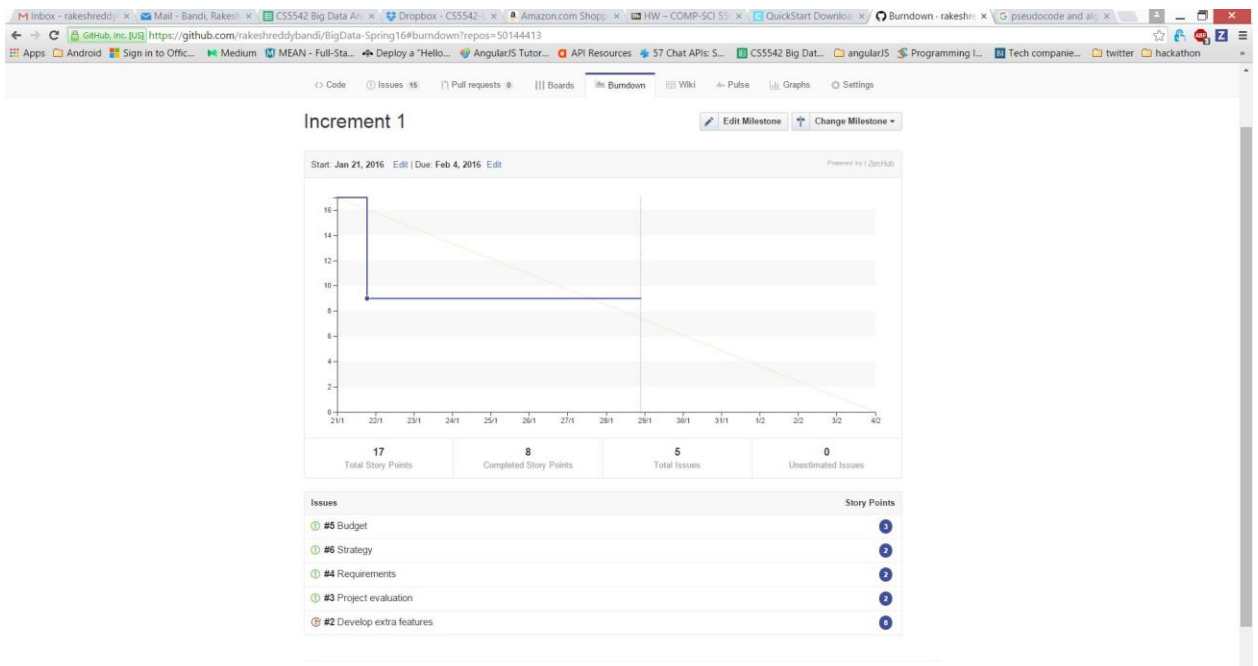 Inbox - rakeshreddy
Mail - Bandi, Rakesh
CS5542 Big Data An
Dropbox - CS5542-L
Amazon.com Shopp
HW – COMP-SCI 55
QuickStart Downloa
Burndown · rakeshre
pseudocode and alg
GitHub, Inc. [US] https://github.com/rakeshreddybandi/BigData-Spring16#burndown?repos=50144413
Apps Android Sign in to Offic... Medium MEAN - Full-Sta... Deploy a "Hello... AngularJS Tutor... API Resources 57 Chat APIs: S... CS5542 Big Dat... angularJS Programming L... Tech companie... twitter hackathon »
Code Issues 15 Pull requests 0 Boards Burndown Wiki Pulse Graphs Settings
Increment 1
Edit Milestone Change Milestone
Start: Jan 21, 2016 Edit | Due: Feb 4, 2016 Edit
Powered by | ZenHub
16
14
12
10
8
6
4
2
0
21/1 22/1 23/1 24/1 25/1 26/1 27/1 28/1 29/1 30/1 31/1 1/2 2/2 3/2 4/2
17 8 5 0
Total Story Points Completed Story Points Total Issues Unestimated Issues
Issues Story Points
#5 Budget 3
#6 Strategy 2
#4 Requirements 2
#3 Project evaluation 2
#2 Develop extra features 8